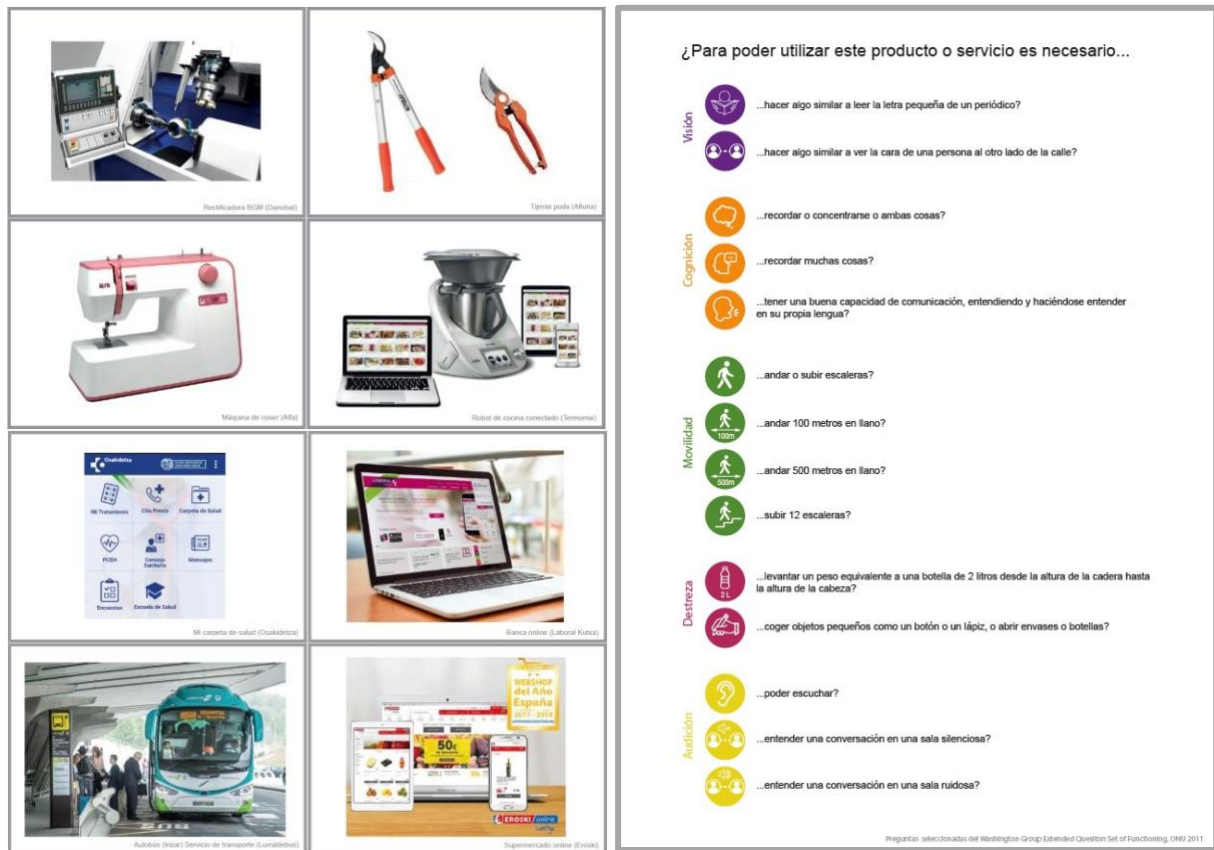 Rectificadora BGM (Danobat)
Tijeras poda (Altuna)
alfa
Máquina de coser (Alfa)
Robot de cocina conectado (Termomix)
Osakidetza
Mi Tratamiento
Cita Previa
Carpeta de Salud
PCEH
Consejo
Sanitario
Mensajes
Encuestas
Escuela de Salud
Mi carpeta de salud (Osakidetza)
LABORAL
Banca online (Laboral Kutxa)
Autobús (Irizar) Servicio de transporte (Lurraldebus)
WEBSHOP
del Año
España
2017 - 2018
50€
EROSKI / online
Supermercado online (Eroski)
¿Para poder utilizar este producto o servicio es necesario...
Visión
...hacer algo similar a leer la letra pequeña de un periódico?
...hacer algo similar a ver la cara de una persona al otro lado de la calle?
Cognición
...recordar o concentrarse o ambas cosas?
...recordar muchas cosas?
...tener una buena capacidad de comunicación, entendiendo y haciéndose entender
en su propia lengua?
Movilidad
...andar o subir escaleras?
100m
...andar 100 metros en llano?
500m
...andar 500 metros en llano?
...subir 12 escaleras?
Destreza
2 L
...levantar un peso equivalente a una botella de 2 litros desde la altura de la cadera hasta
la altura de la cabeza?
...coger objetos pequeños como un botón o un lápiz, o abrir envases o botellas?
Audición
...poder escuchar?
...entender una conversación en una sala silenciosa?
...entender una conversación en una sala ruidosa?
Preguntas seleccionadas del Washington Group Extended Quesiton Set of Functioning, ONU 2011